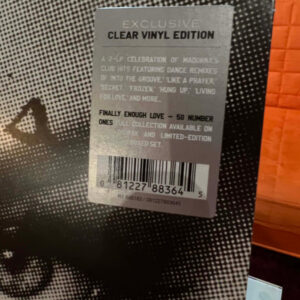 EXCLUSIVE
CLEAR VINYL EDITION
A 2-LP CELEBRATION OF MADONNA'S
CLUB HITS FEATURING DANCE REMIXES
OF 'INTO THE GROOVE,' 'LIKE A PRAYER,'
'SECRET,' 'FROZEN,' 'HUNG UP,' 'LIVING
FOR LOVE,' AND MORE.
FINALLY ENOUGH LOVE – 50 NUMBER
ONES FULL COLLECTION AVAILABLE ON
AND LIMITED-EDITION
BOXED SET.
0 81227 88364 5